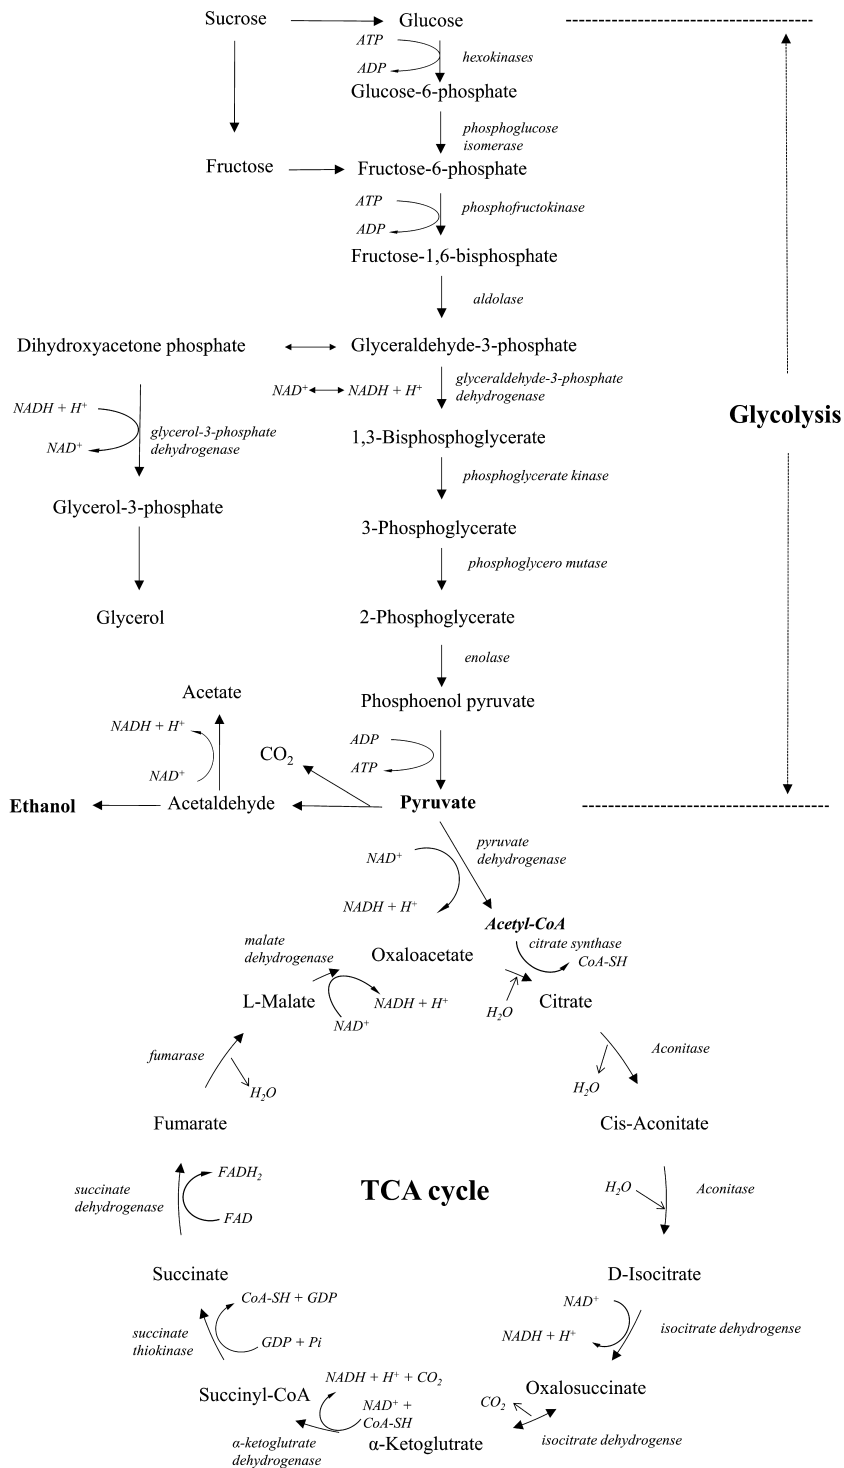 Sucrose
Glucose
ATP
ADP
hexokinases
Glucose-6-phosphate
phosphoglucose
isomerase
Fructose
Fructose-6-phosphate
ATP
ADP
phosphofructokinase
Fructose-1,6-bisphosphate
aldolase
Dihydroxyacetone phosphate
Glyceraldehyde-3-phosphate
NAD⁺
NADH + H⁺
glyceraldehyde-3-phosphate
dehydrogenase
NADH + H⁺
NAD⁺
glycerol-3-phosphate
dehydrogenase
Glycolysis
1,3-Bisphosphoglycerate
phosphoglycerate kinase
Glycerol-3-phosphate
3-Phosphoglycerate
phosphoglycero mutase
Glycerol
2-Phosphoglycerate
enolase
Acetate
Phosphoenol pyruvate
NADH + H⁺
NAD⁺
CO₂
ADP
ATP
Ethanol
Acetaldehyde
Pyruvate
pyruvate
dehydrogenase
NAD⁺
NADH + H⁺
Acetyl-CoA
citrate synthase
CoA-SH
malate
dehydrogenase
Oxaloacetate
L-Malate
NADH + H⁺
NAD⁺
H₂O
Citrate
fumarase
H₂O
Aconitase
H₂O
Fumarate
Cis-Aconitate
FADH₂
FAD
succinate
dehydrogenase
TCA cycle
H₂O
Aconitase
Succinate
D-Isocitrate
CoA-SH + GDP
GDP + Pi
succinate
thiokinase
NAD⁺
NADH + H⁺
isocitrate dehydrogense
Succinyl-CoA
NADH + H⁺ + CO₂
NAD⁺ +
CoA-SH
Oxalosuccinate
CO₂
α-ketoglutrate
dehydrogenase
α-Ketoglutrate
isocitrate dehydrogense